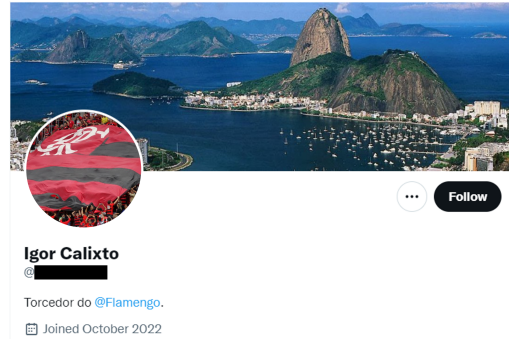 Follow
Igor Calixto
@
Torcedor do @Flamengo.
Joined October 2022